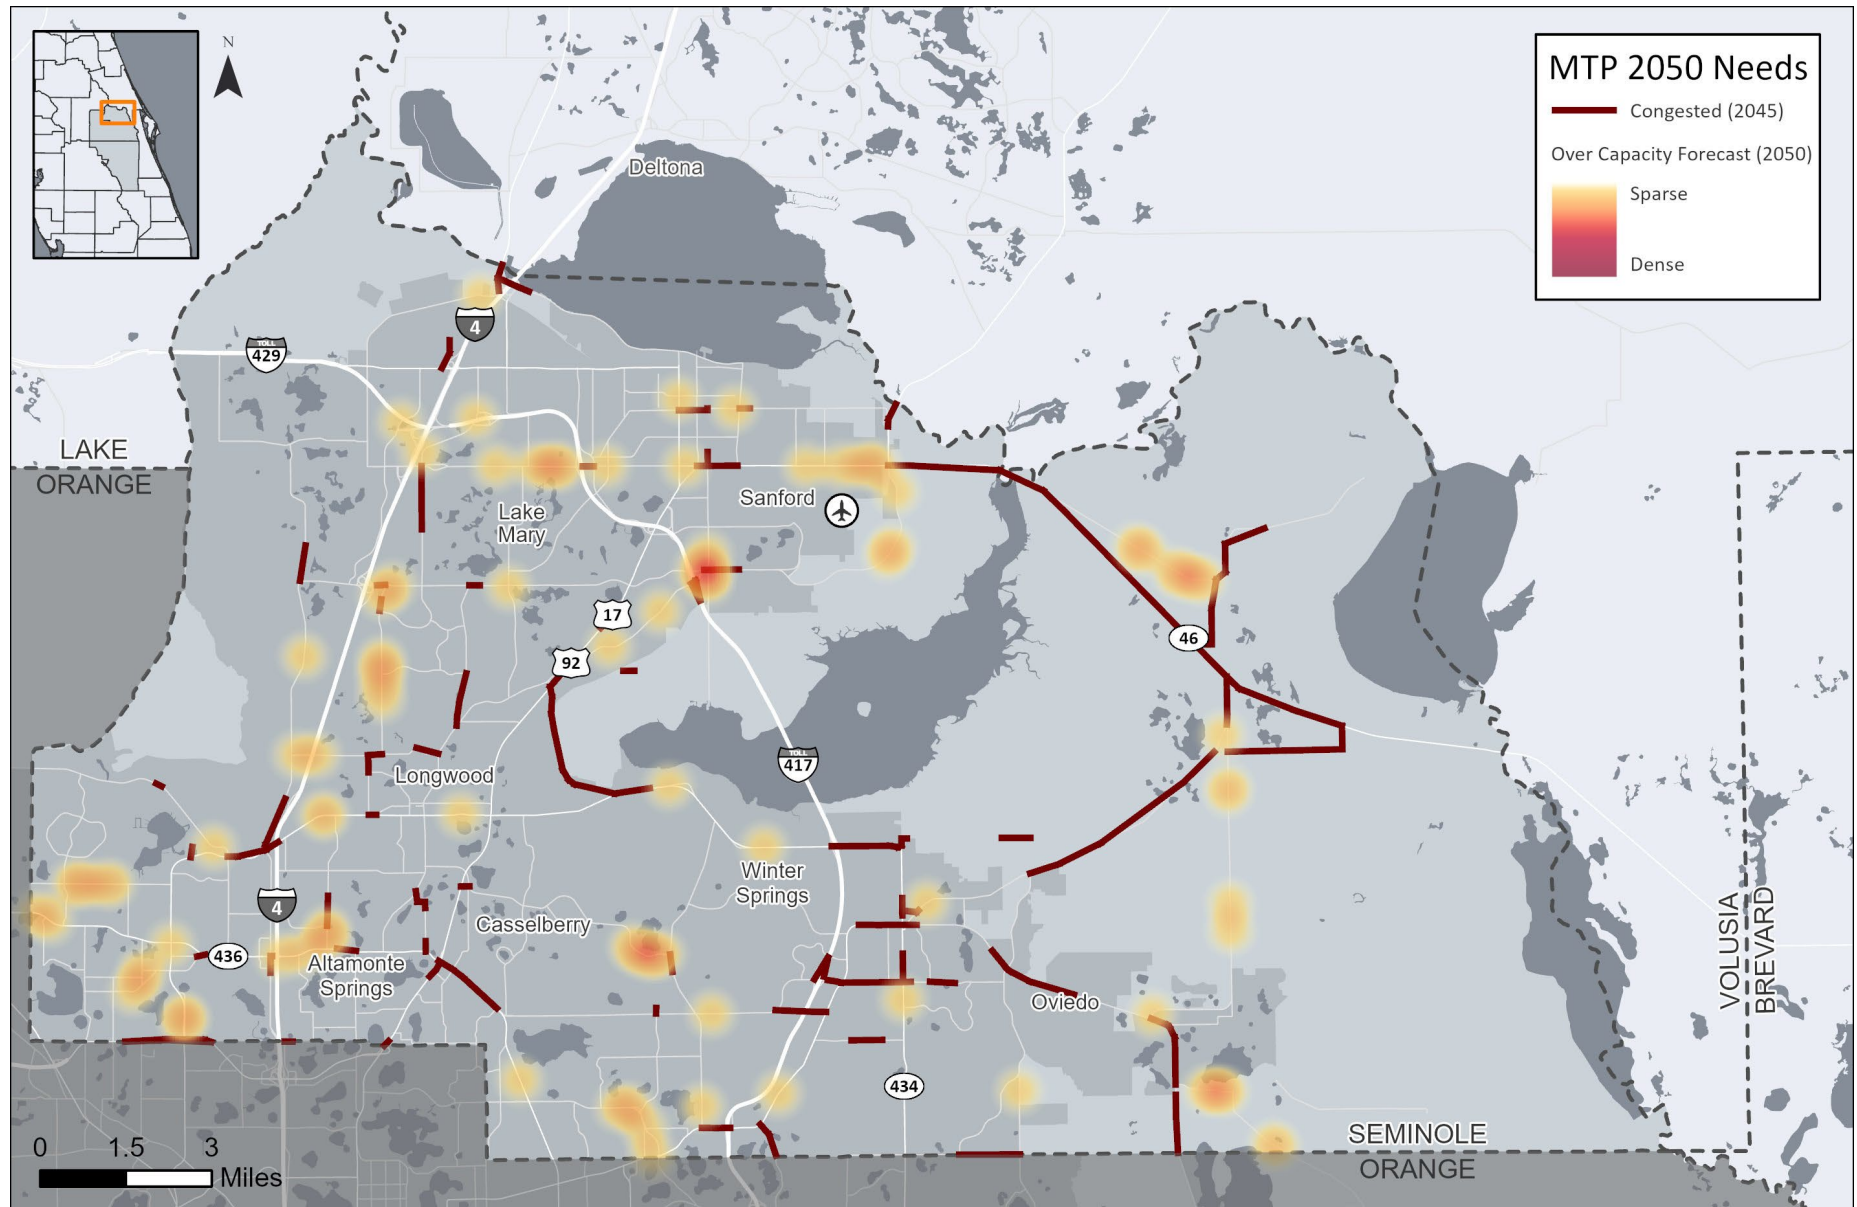 N
MTP 2050 Needs
Congested (2045)
Over Capacity Forecast (2050)
Sparse
Dense
Deltona
4
TOLL
429
LAKE
ORANGE
Sanford
Lake
Mary
17
46
92
TOLL
417
Longwood
Winter
Springs
4
Casselberry
436
Altamonte
Springs
Oviedo
VOLUSIA
BREVARD
434
SEMINOLE
ORANGE
0 1.5 3
Miles